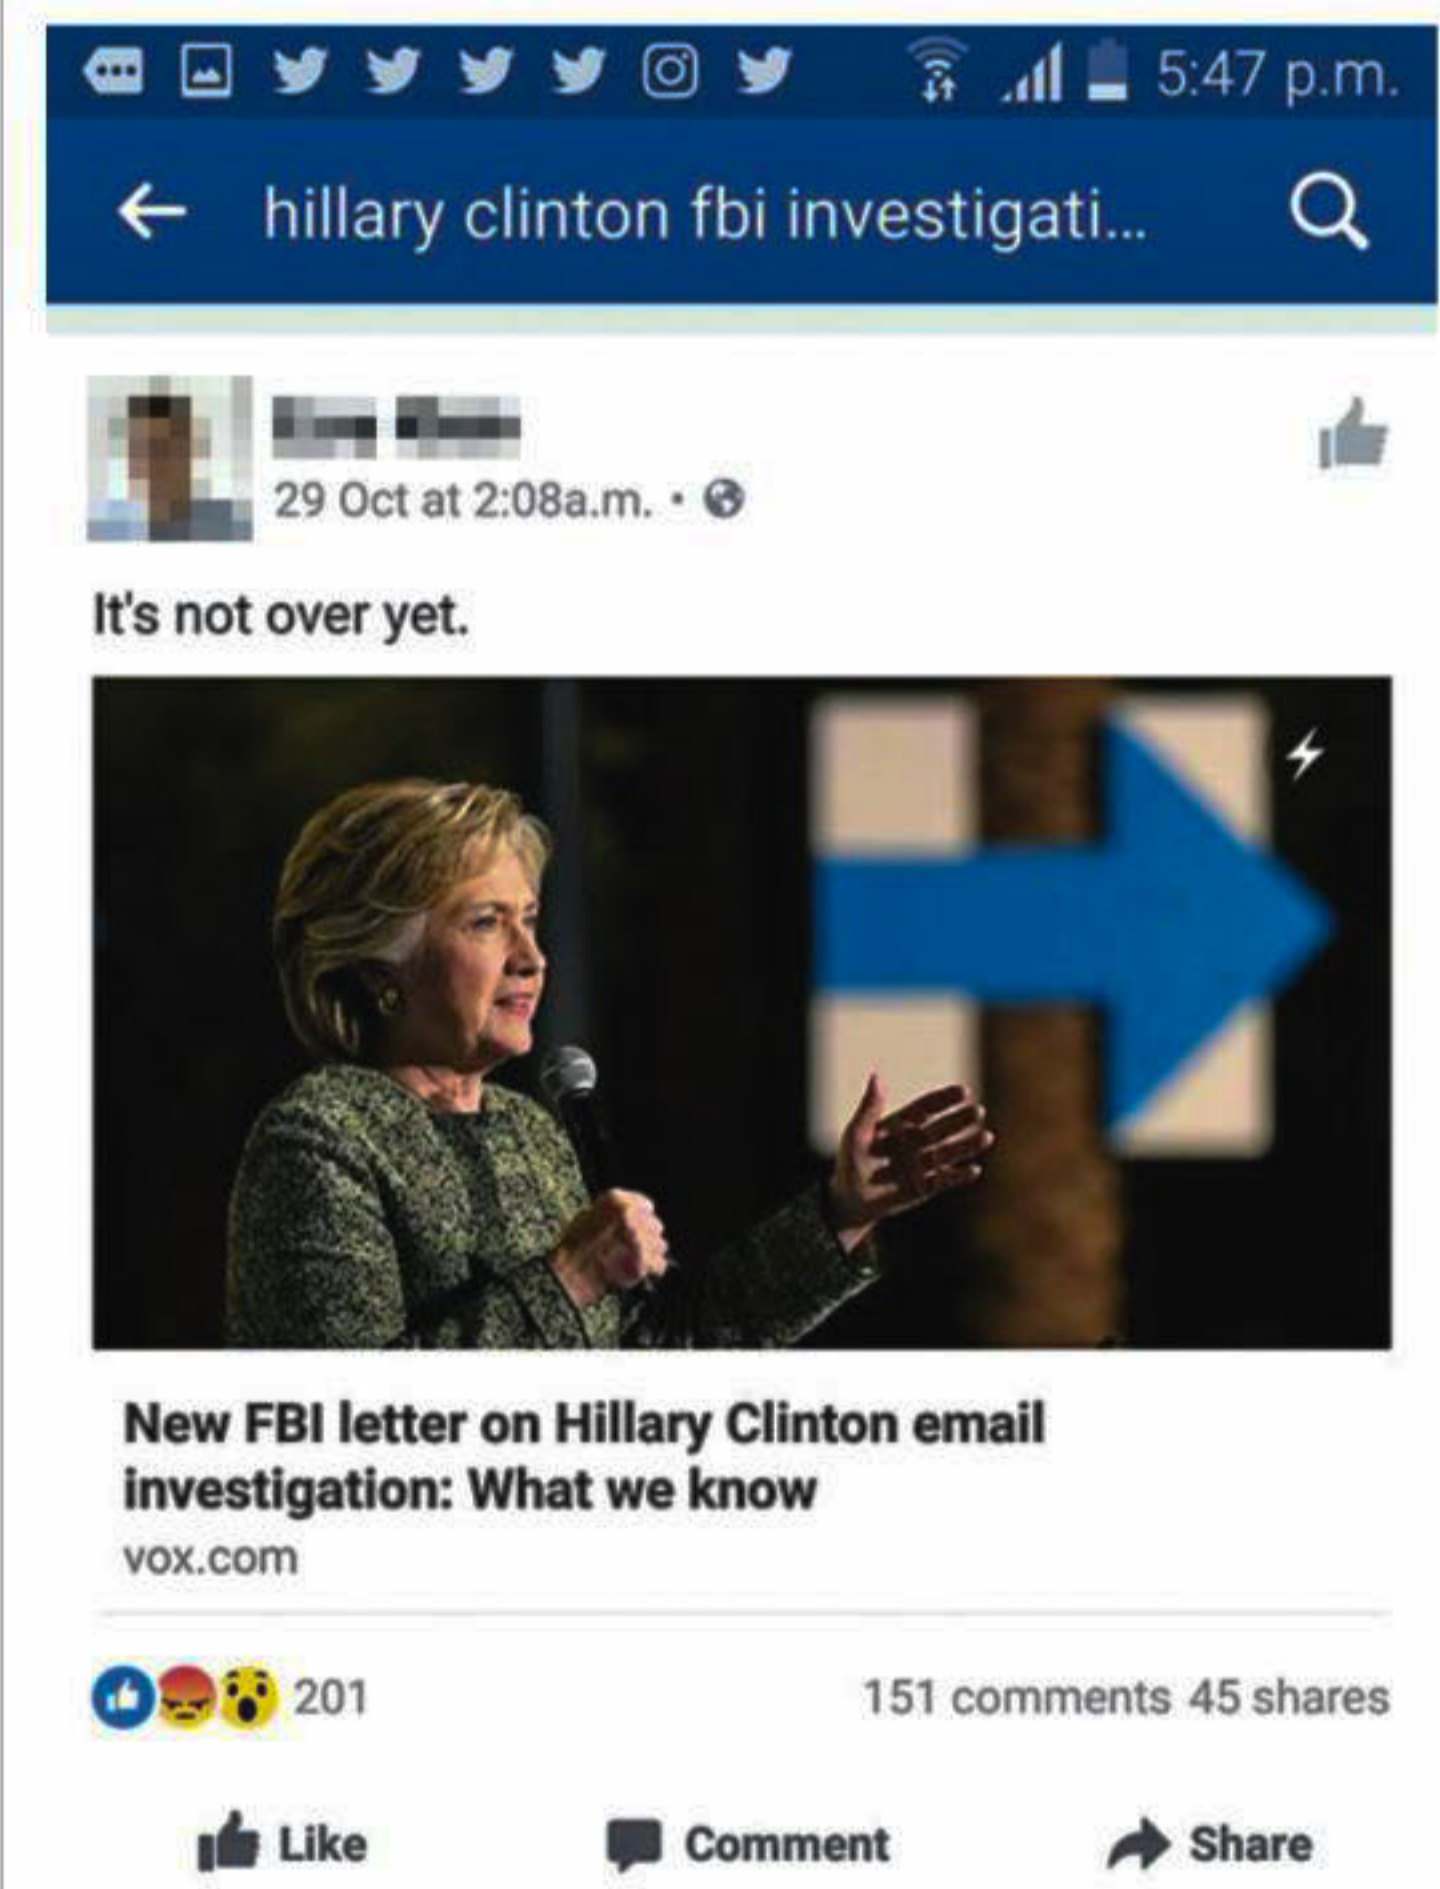 5:47 p.m.
hillary clinton fbi investigati...
29 Oct at 2:08a.m. •
It's not over yet.
New FBI letter on Hillary Clinton email
investigation: What we know
vox.com
201 151 comments 45 shares
Like Comment Share